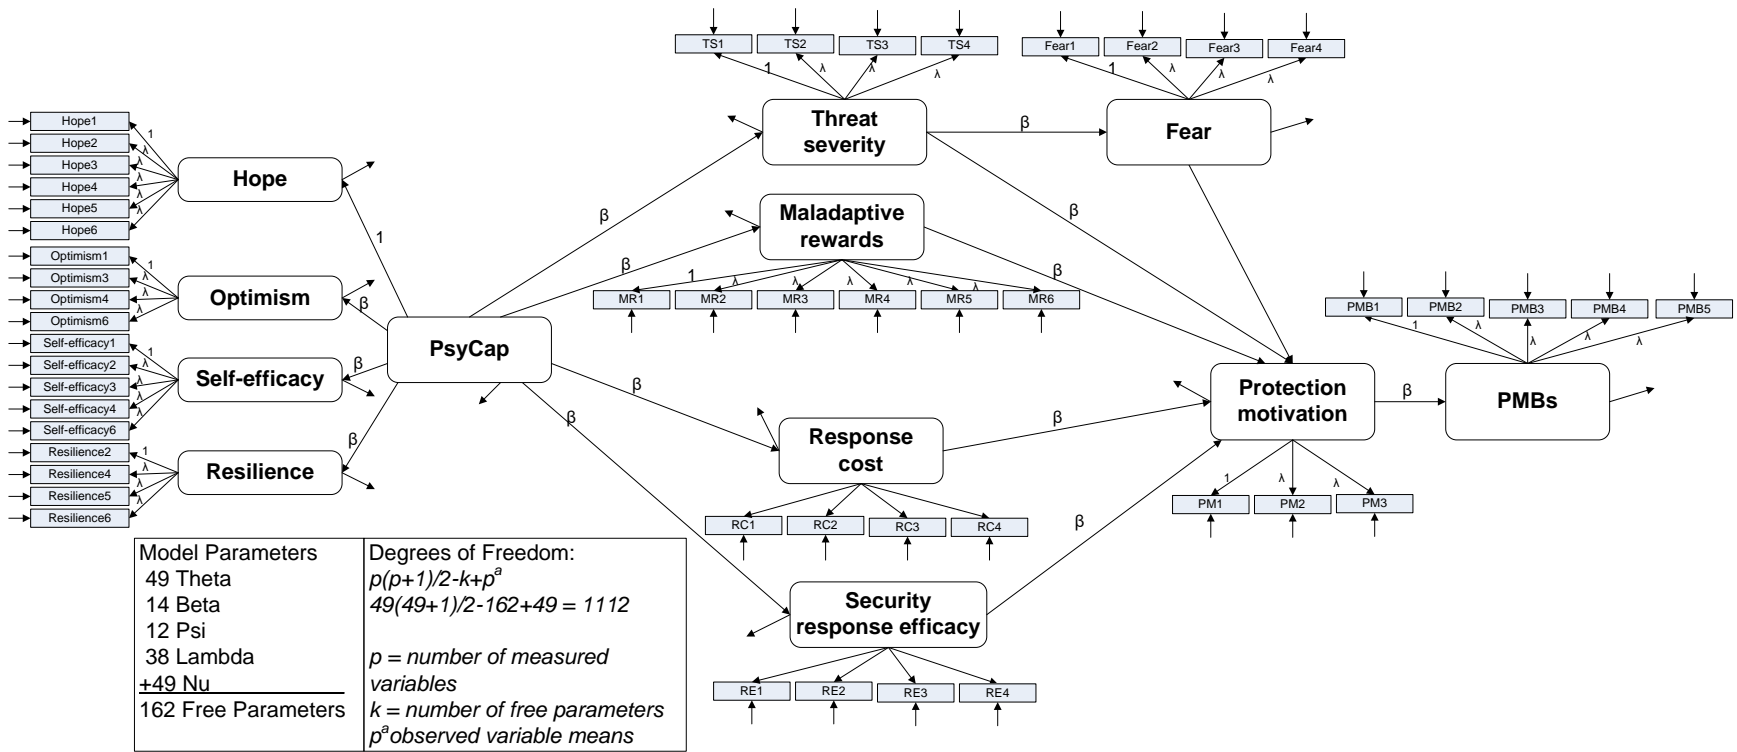 TS1
TS2
TS3
TS4
1
λ
λ
λ
Fear1
Fear2
Fear3
Fear4
1
λ
λ
λ
Threat
severity
β
Fear
Hope1
Hope2
Hope3
Hope4
Hope5
Hope6
1
λ
λ
λ
λ
λ
Hope
1
Optimism1
Optimism3
Optimism4
Optimism6
1
λ
λ
λ
Optimism
β
Self-efficacy1
Self-efficacy2
Self-efficacy3
Self-efficacy4
Self-efficacy6
1
λ
λ
λ
λ
Self-efficacy
β
Resilience2
Resilience4
Resilience5
Resilience6
1
λ
λ
λ
Resilience
β
PsyCap
β
β
β
β
Maladaptive
rewards
1
λ
λ
λ
λ
λ
MR1
MR2
MR3
MR4
MR5
MR6
β
β
Response
cost
β
RC1
RC2
RC3
RC4
Security
response efficacy
β
RE1
RE2
RE3
RE4
Protection
motivation
1
λ
λ
PM1
PM2
PM3
β
PMB1
PMB2
PMB3
PMB4
PMB5
1
λ
λ
λ
λ
PMBs
Model Parameters
49 Theta
14 Beta
12 Psi
38 Lambda
+49 Nu
162 Free Parameters
Degrees of Freedom:
p(p+1)/2-k+pᵃ
49(49+1)/2-162+49 = 1112
p = number of measured
variables
k = number of free parameters
pᵃobserved variable means